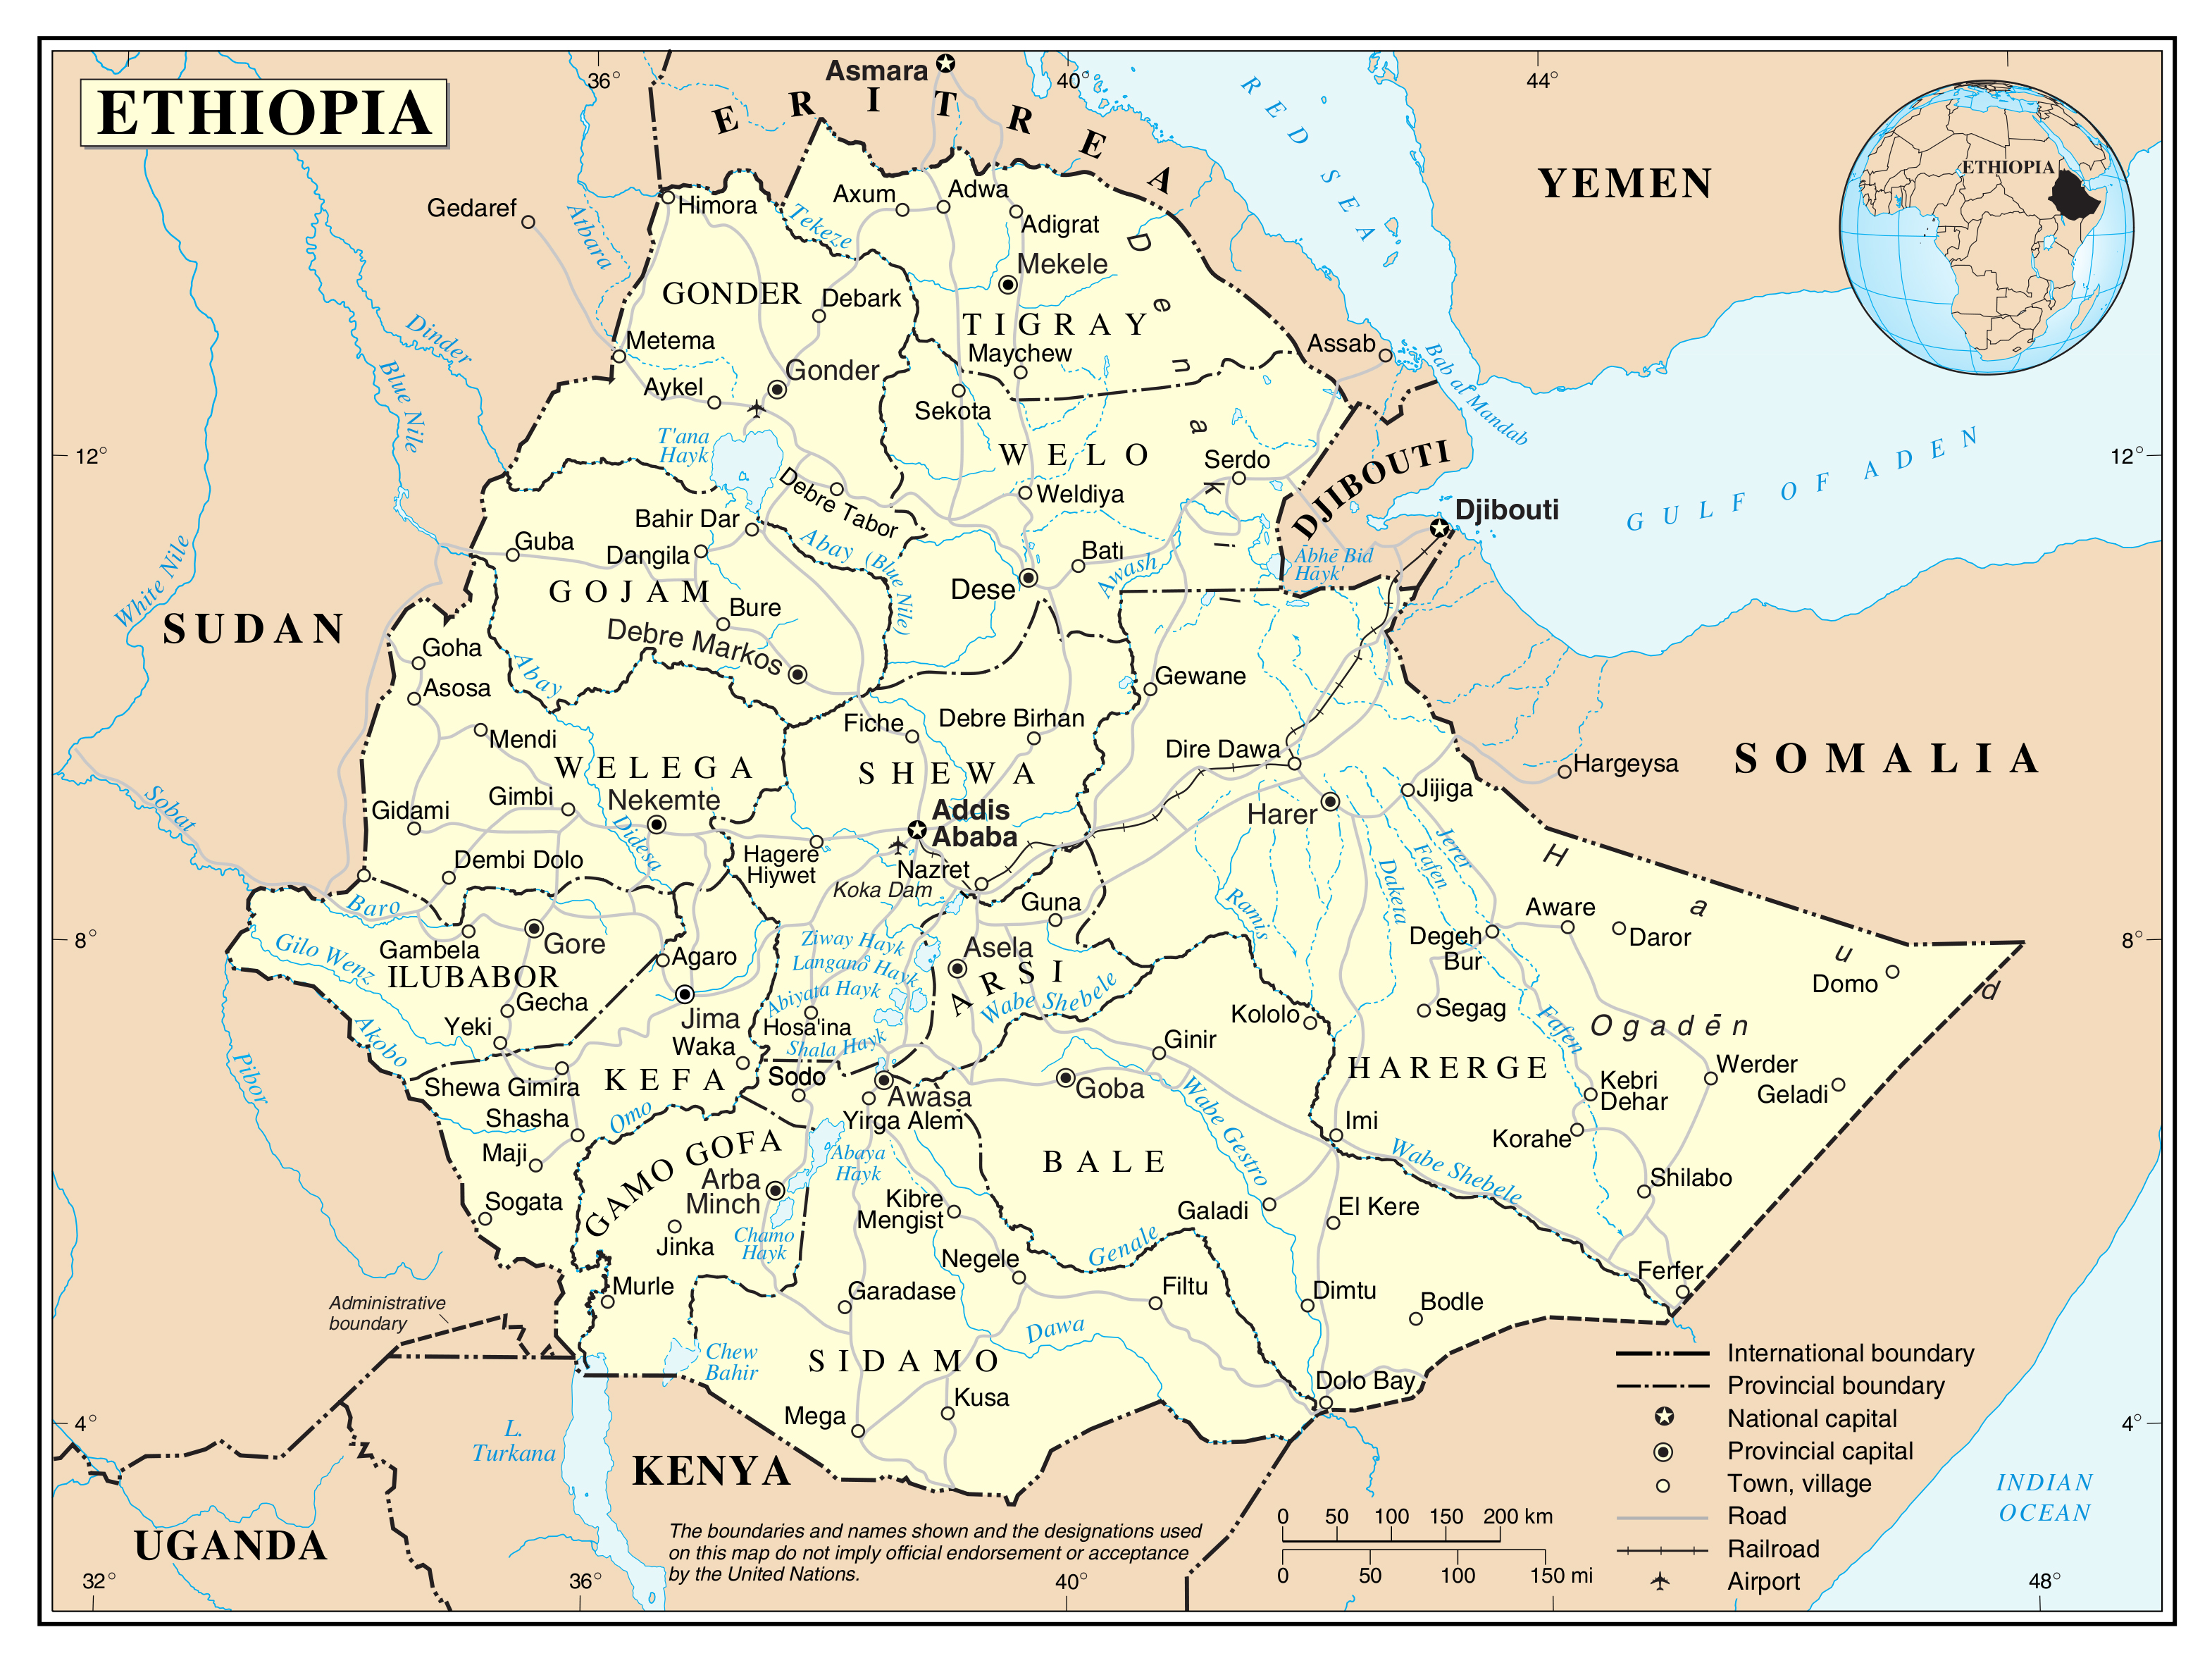 ETHIOPIA
36°
40°
44°
Asmara
ERITREA
RED SEA
YEMEN
ETHIOPIA
Gedaref
Atbara
Himora
Tekeze
Axum
Adwa
Adigrat
Mekele
Denakil
GONDER
Debark
TIGRAY
Maychew
Assab
Bab al Mandab
Dinder
Blue Nile
Metema
Aykel
Gonder
Sekota
12°
T'ana
Hayk
WELO
Serdo
DJIBOUTI
GULF OF ADEN
12°
Debre Tabor
Weldiya
Djibouti
Bahir Dar
Guba
Dangila
Abay (Blue Nile)
Bati
Awash
Ābhē Bid
Hāyk'
White Nile
GOJAM
Dese
Bure
SUDAN
Debre Markos
Goha
Asosa
Abay
Gewane
Fiche
Debre Birhan
Mendi
Dire Dawa
WELEGA
SHEWA
Hargeysa
SOMALIA
Sobat
Gimbi
Nekemte
Gidami
Addis
Ababa
Harer
Jijiga
Didesa
Jerer
Fafen
Haud
Dembi Dolo
Hagere
Hiywet
Nazret
Koka Dam
Daketa
Ramis
Baro
Guna
Aware
Daror
8°
Gilo Wenz
Gambela
Gore
Ziway Hayk
Asela
Degeh
Bur
8°
Agaro
Langano Hayk
ILUBABOR
ARSI
Domo
Abiyata Hayk
Wabe Shebele
Gecha
Jima
Hosa'ina
Kololo
Segag
Fafen
Ogadēn
Yeki
Akobo
Waka
Shala Hayk
Ginir
Pibor
Shewa Gimira
KEFA
Sodo
Awasa
Goba
HARERGE
Werder
Kebri
Dehar
Geladi
Shasha
Omo
Yirga Alem
Wabe Gestro
Imi
Korahe
Maji
GAMO GOFA
Abaya
Hayk
BALE
Wabe Shebele
Arba
Minch
Shilabo
Sogata
Kibre
Mengist
Galadi
El Kere
Jinka
Chamo
Hayk
Genale
Negele
Ferfer
Murle
Garadase
Filtu
Dimtu
Bodle
Administrative
boundary
Dawa
Chew
Bahir
SIDAMO
Dolo Bay
Kusa
Mega
4°
4°
L.
Turkana
KENYA
UGANDA
INDIAN
OCEAN
International boundary
Provincial boundary
National capital
Provincial capital
Town, village
Road
Railroad
Airport
0 50 100 150 200 km
0 50 100 150 mi
The boundaries and names shown and the designations used
on this map do not imply official endorsement or acceptance
by the United Nations.
32°
36°
40°
48°